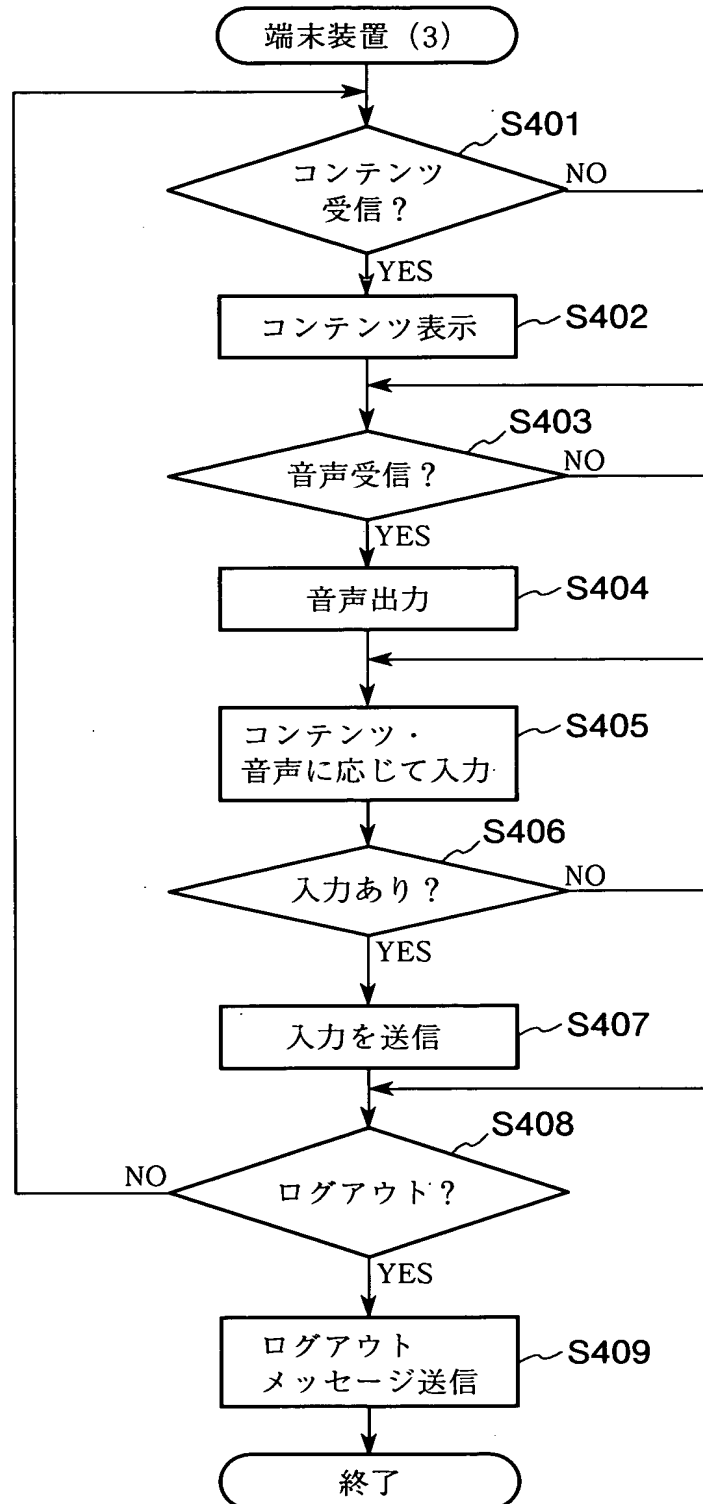 端末装置（3）
S401
コンテンツ
受信？
NO
YES
コンテンツ表示
S402
S403
音声受信？
NO
YES
音声出力
S404
コンテンツ・
音声に応じて入力
S405
S406
入力あり？
NO
YES
入力を送信
S407
S408
NO
ログアウト？
YES
ログアウト
メッセージ送信
S409
終了